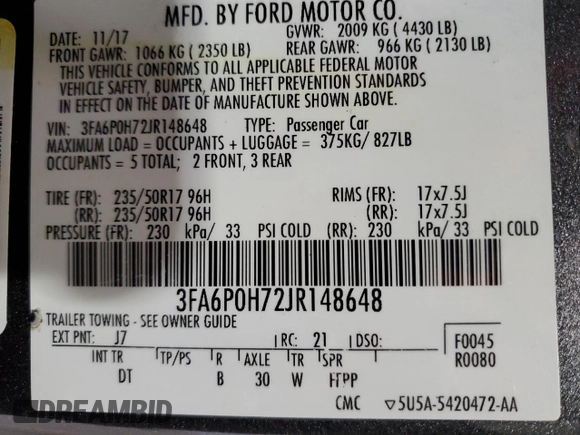 MFD. BY FORD MOTOR CO.
DATE: 11/17 GVWR: 2009 KG ( 4430 LB)
FRONT GAWR: 1066 KG ( 2350 LB) REAR GAWR: 966 KG ( 2130 LB)
THIS VEHICLE CONFORMS TO ALL APPLICABLE FEDERAL MOTOR
VEHICLE SAFETY, BUMPER, AND THEFT PREVENTION STANDARDS
IN EFFECT ON THE DATE OF MANUFACTURE SHOWN ABOVE.
VIN: 3FA6P0H72JR148648 TYPE: Passenger Car
MAXIMUM LOAD = OCCUPANTS + LUGGAGE = 375KG/ 827LB
OCCUPANTS = 5 TOTAL; 2 FRONT, 3 REAR
TIRE (FR): 235/50R17 96H RIMS (FR): 17x7.5J
(RR): 235/50R17 96H (RR): 17x7.5J
PRESSURE (FR): 230 kPa/ 33 PSI COLD (RR): 230 kPa/ 33 PSI COLD
3FA6P0H72JR148648
TRAILER TOWING - SEE OWNER GUIDE
EXT PNT: J7 RC: 21 DSO: F0045
INT TR TP/PS R AXLE TR SPR R0080
DT B 30 W FFPP
CMC ▽5U5A-5420472-AA
DREAMBID